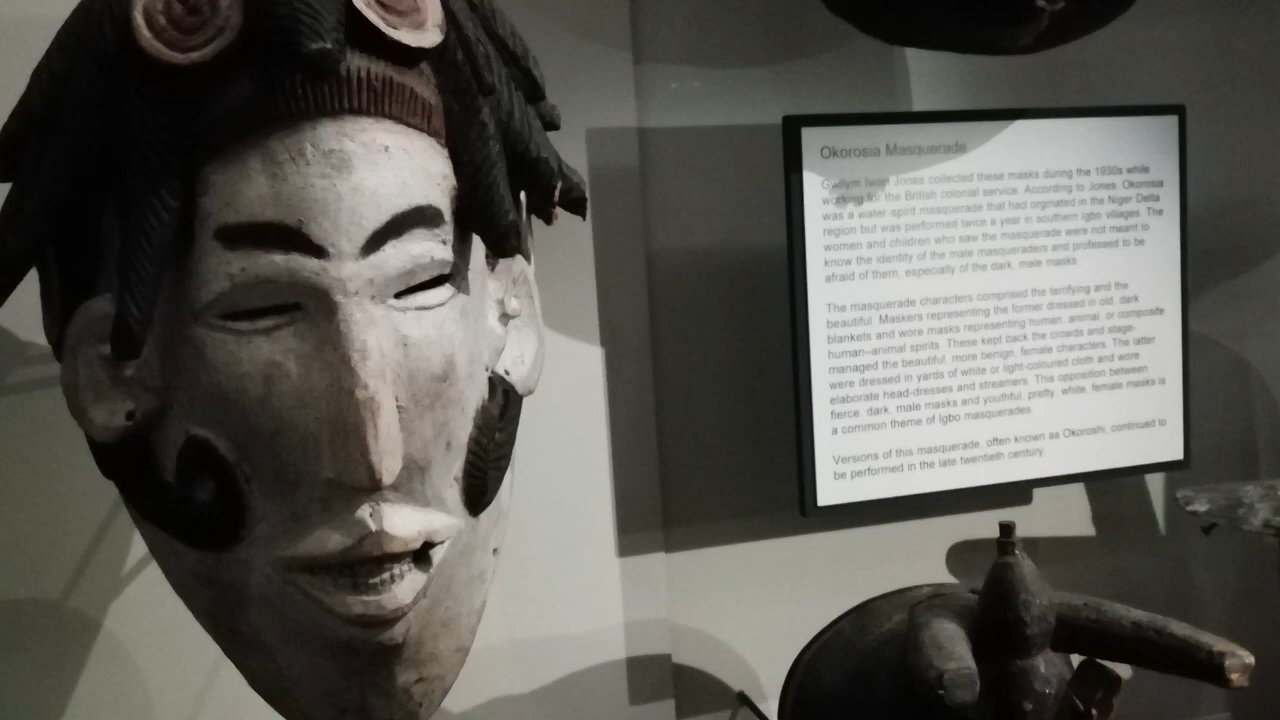 Okorosia Masquerade
Gwilym Iwan Jones collected these masks during the 1930s while
working for the British colonial service. According to Jones, Okorosia
was a water-spirit masquerade that had orginated in the Niger Delta
region but was performed twice a year in southern Igbo villages. The
women and children who saw the masquerade were not meant to
know the identity of the male masqueraders and professed to be
afraid of them, especially of the dark, male masks.
The masquerade characters comprised the terrifying and the
beautiful. Maskers representing the former dressed in old, dark
blankets and wore masks representing human, animal, or composite
human–animal spirits. These kept back the crowds and stage-
managed the beautiful, more benign, female characters. The latter
were dressed in yards of white or light-coloured cloth and wore
elaborate head-dresses and streamers. This opposition between
fierce, dark, male masks and youthful, pretty, white, female masks is
a common theme of Igbo masquerades.
Versions of this masquerade, often known as Okoroshi, continued to
be performed in the late twentieth century.